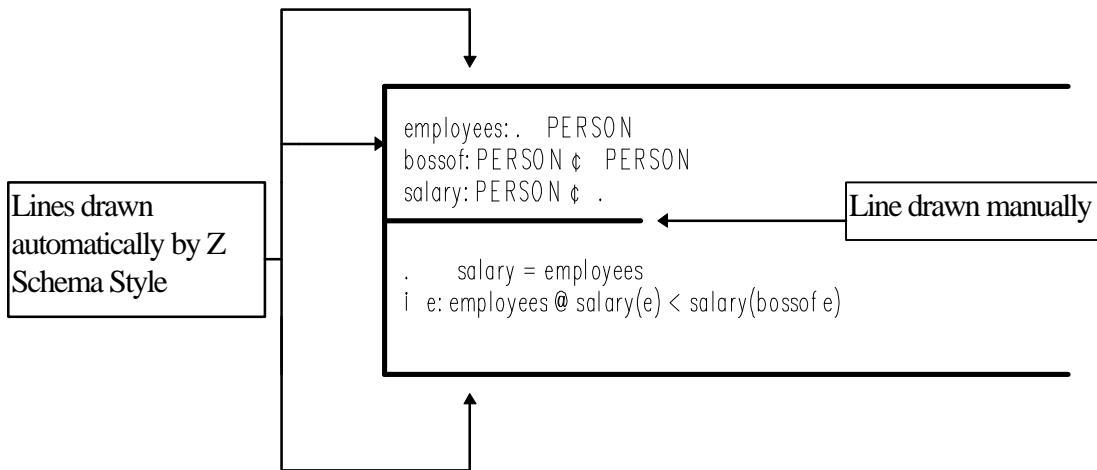 employees: . PERSON
bossof: PERSON ¢ PERSON
salary: PERSON ¢ .
Lines drawn
automatically by Z
Schema Style
Line drawn manually
. salary = employees
¡ e: employees @ salary(e) < salary(bossof e)